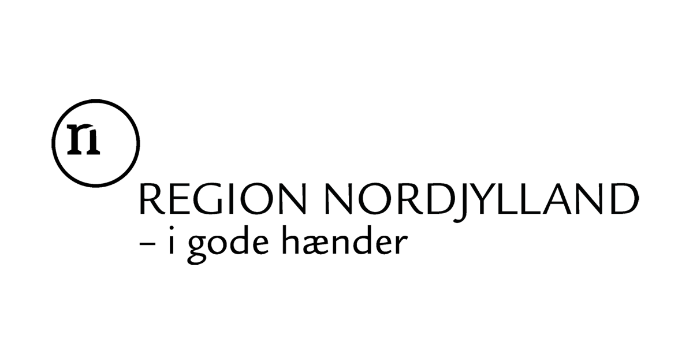 rn
REGION NORDJYLLAND
– i gode hænder